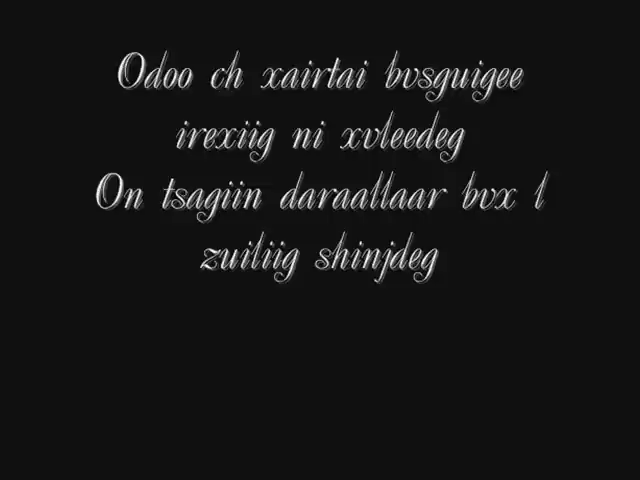 Odoo ch xairtai bvsguigee
irexiig ni xvleedeg
On tsagiin daraallaar bvx l
zuiliig shinjdeg